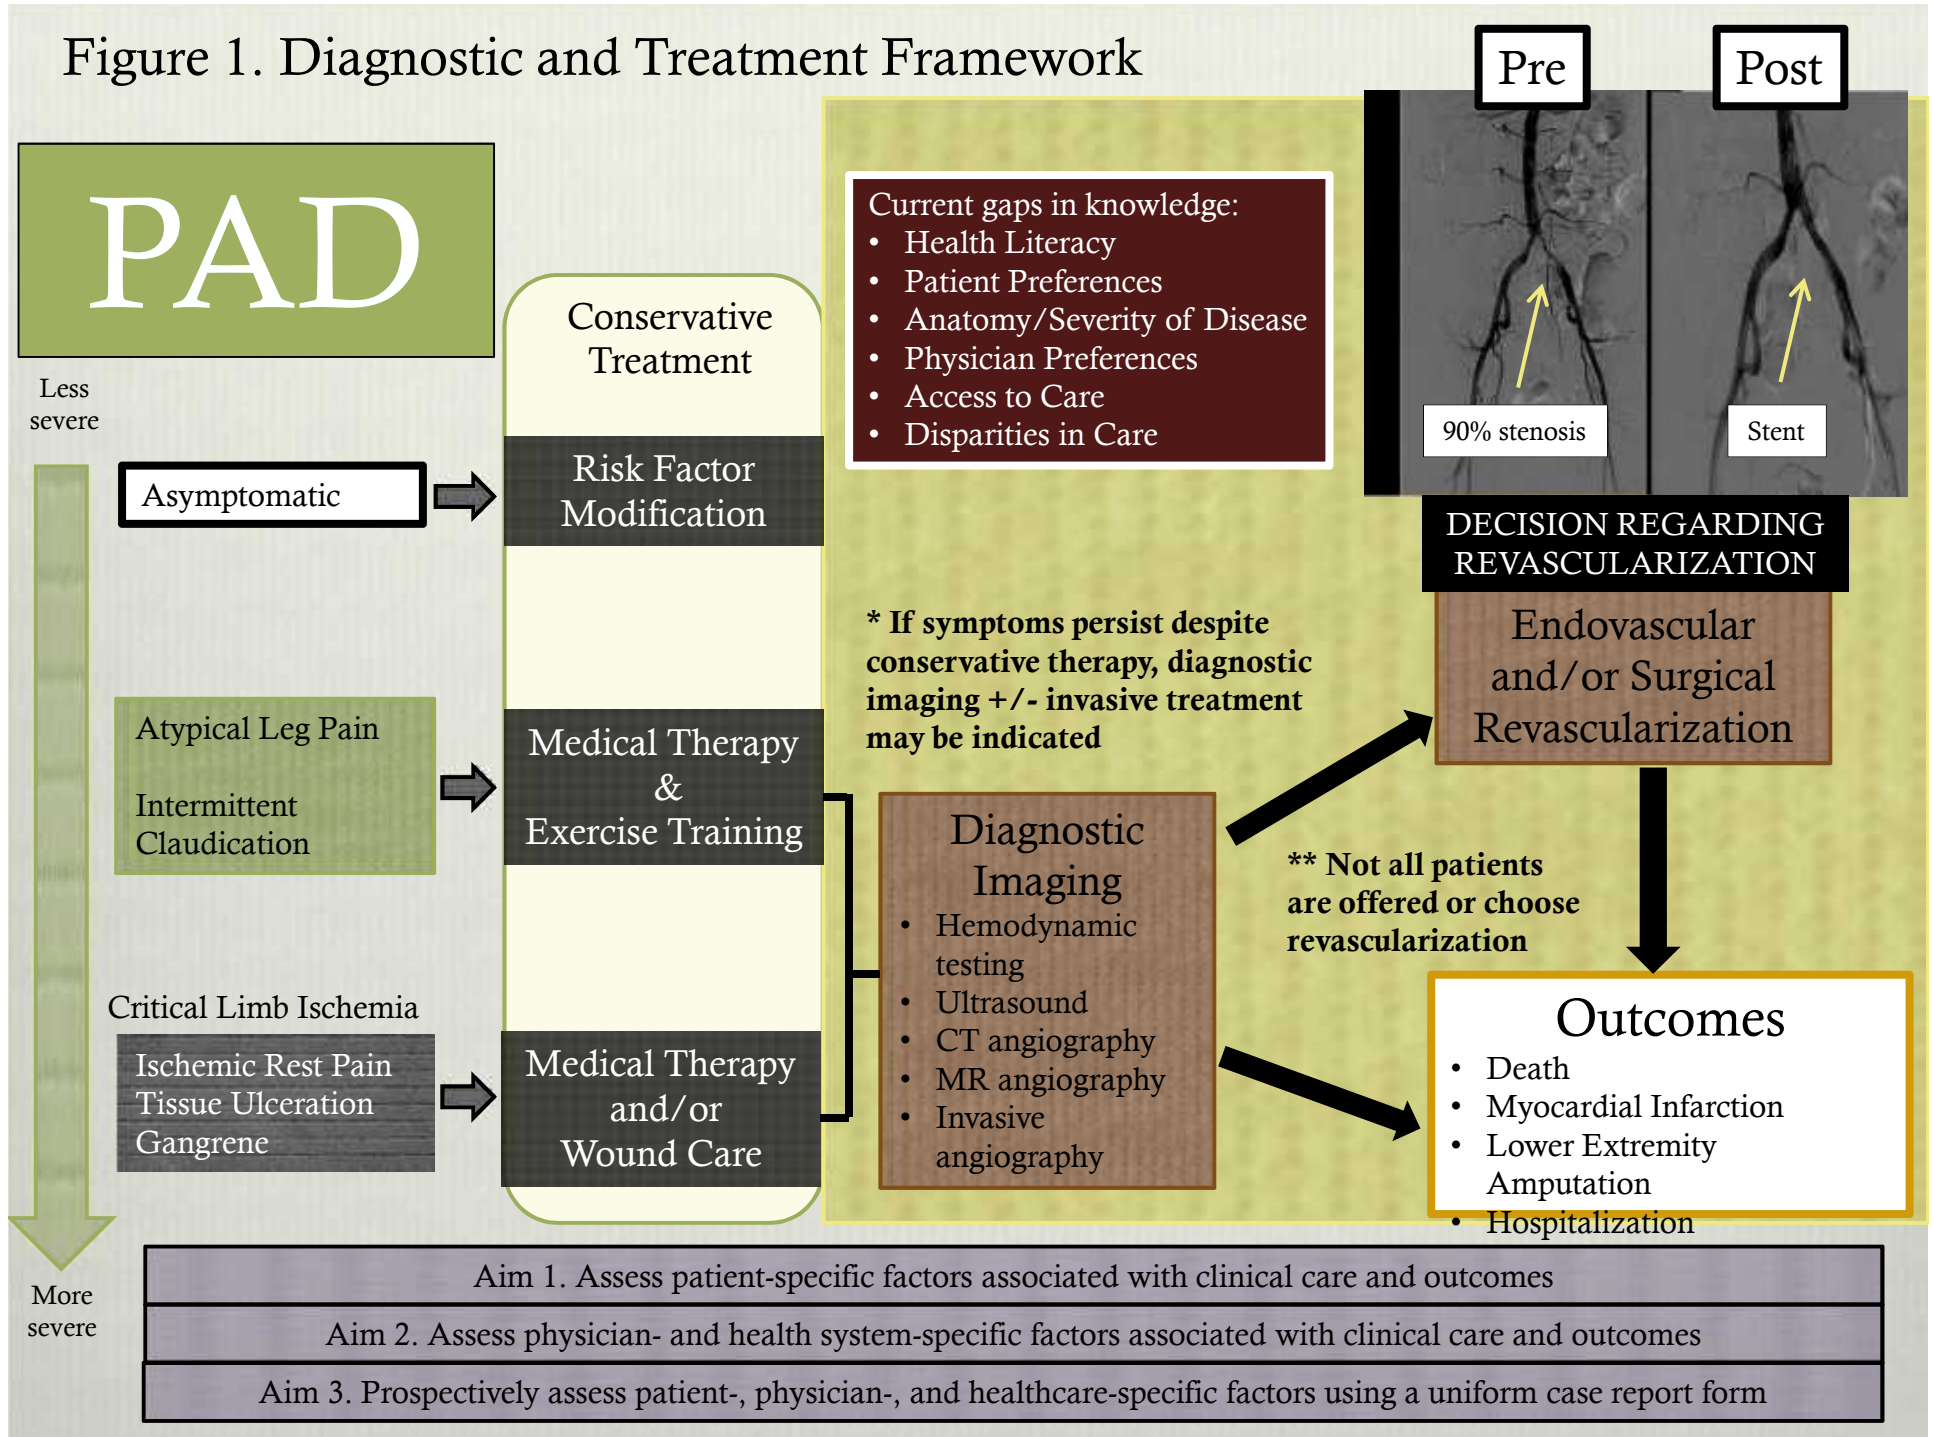 Figure 1. Diagnostic and Treatment Framework
Pre
Post
PAD
Less
severe
Conservative
Treatment
Current gaps in knowledge:
• Health Literacy
• Patient Preferences
• Anatomy/Severity of Disease
• Physician Preferences
• Access to Care
• Disparities in Care
90% stenosis
Stent
Asymptomatic
Risk Factor
Modification
DECISION REGARDING
REVASCULARIZATION
Endovascular
and/or Surgical
Revascularization
* If symptoms persist despite
conservative therapy, diagnostic
imaging +/- invasive treatment
may be indicated
Atypical Leg Pain
Intermittent
Claudication
Medical Therapy
&
Exercise Training
Diagnostic
Imaging
• Hemodynamic
testing
• Ultrasound
• CT angiography
• MR angiography
• Invasive
angiography
** Not all patients
are offered or choose
revascularization
Critical Limb Ischemia
Ischemic Rest Pain
Tissue Ulceration
Gangrene
Medical Therapy
and/or
Wound Care
Outcomes
• Death
• Myocardial Infarction
• Lower Extremity
Amputation
• Hospitalization
More
severe
Aim 1. Assess patient-specific factors associated with clinical care and outcomes
Aim 2. Assess physician- and health system-specific factors associated with clinical care and outcomes
Aim 3. Prospectively assess patient-, physician-, and healthcare-specific factors using a uniform case report form